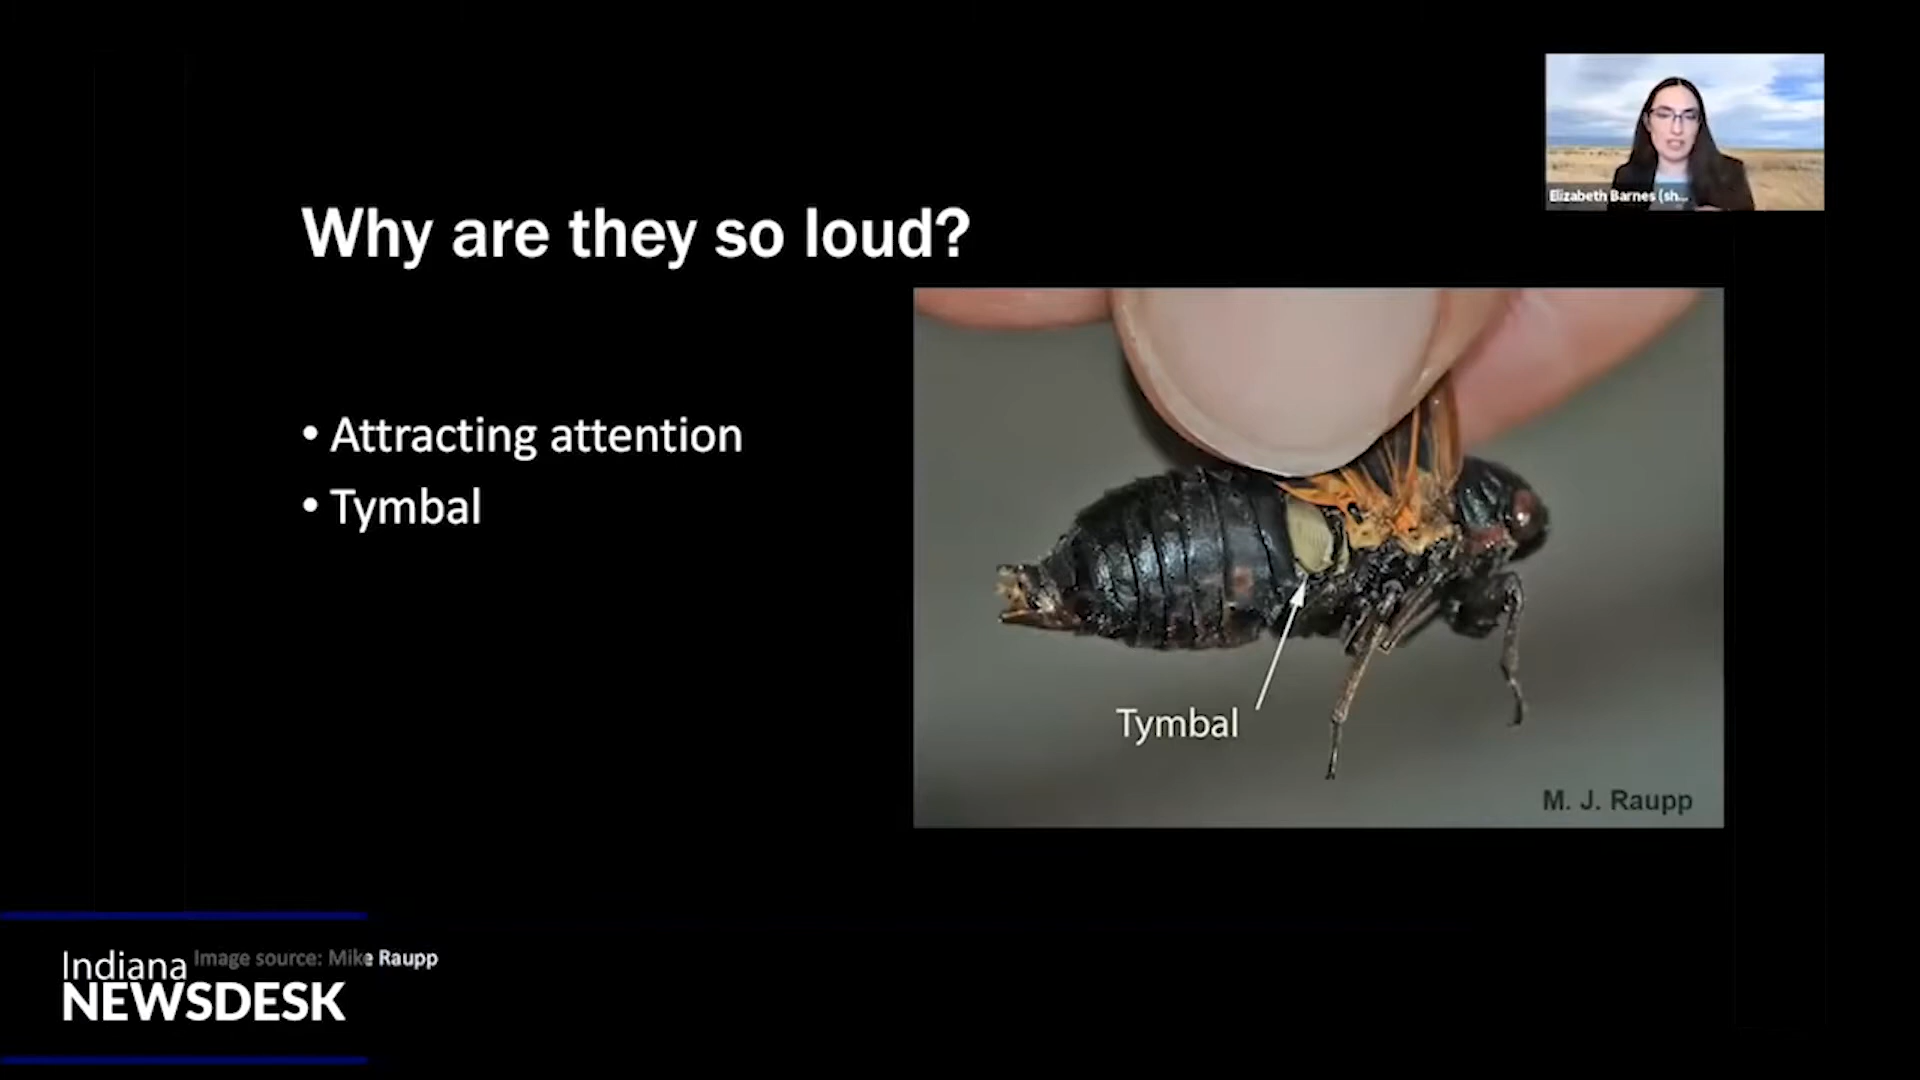 Elizabeth Barnes (sh...
Why are they so loud?
• Attracting attention
• Tymbal
Tymbal
M. J. Raupp
Image source: Mike Raupp
Indiana
NEWSDESK